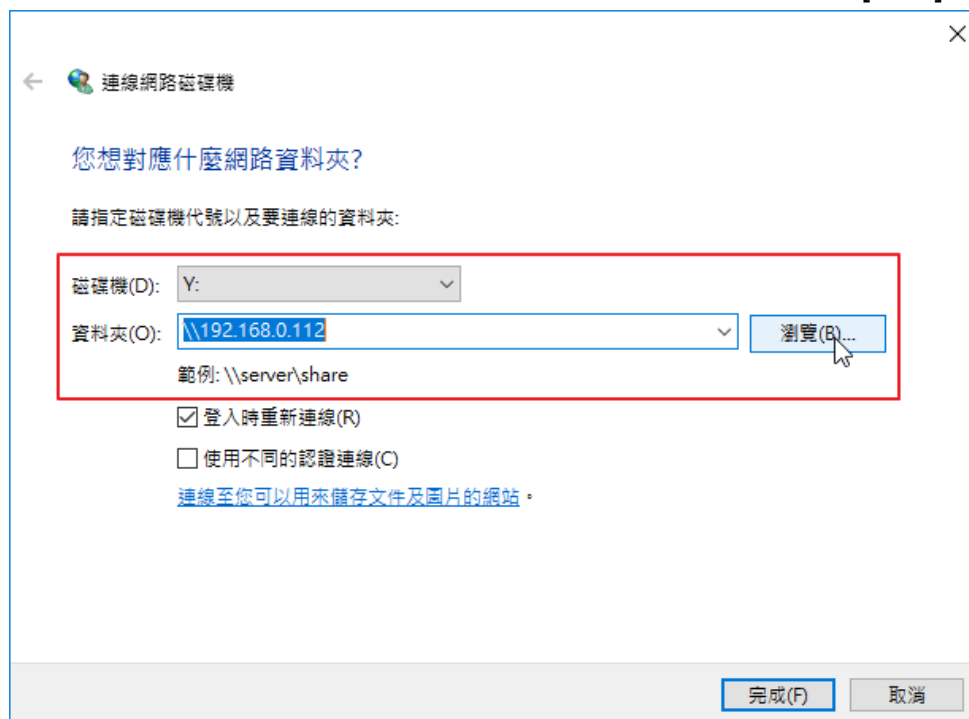 連線網路磁碟機
您想對應什麼網路資料夾?
請指定磁碟機代號以及要連線的資料夾:
磁碟機(D): Y:
資料夾(O): \\192.168.0.112 瀏覽(B)...
範例: \\server\share
登入時重新連線(R)
使用不同的認證連線(C)
連線至您可以用來儲存文件及圖片的網站。
完成(F) 取消